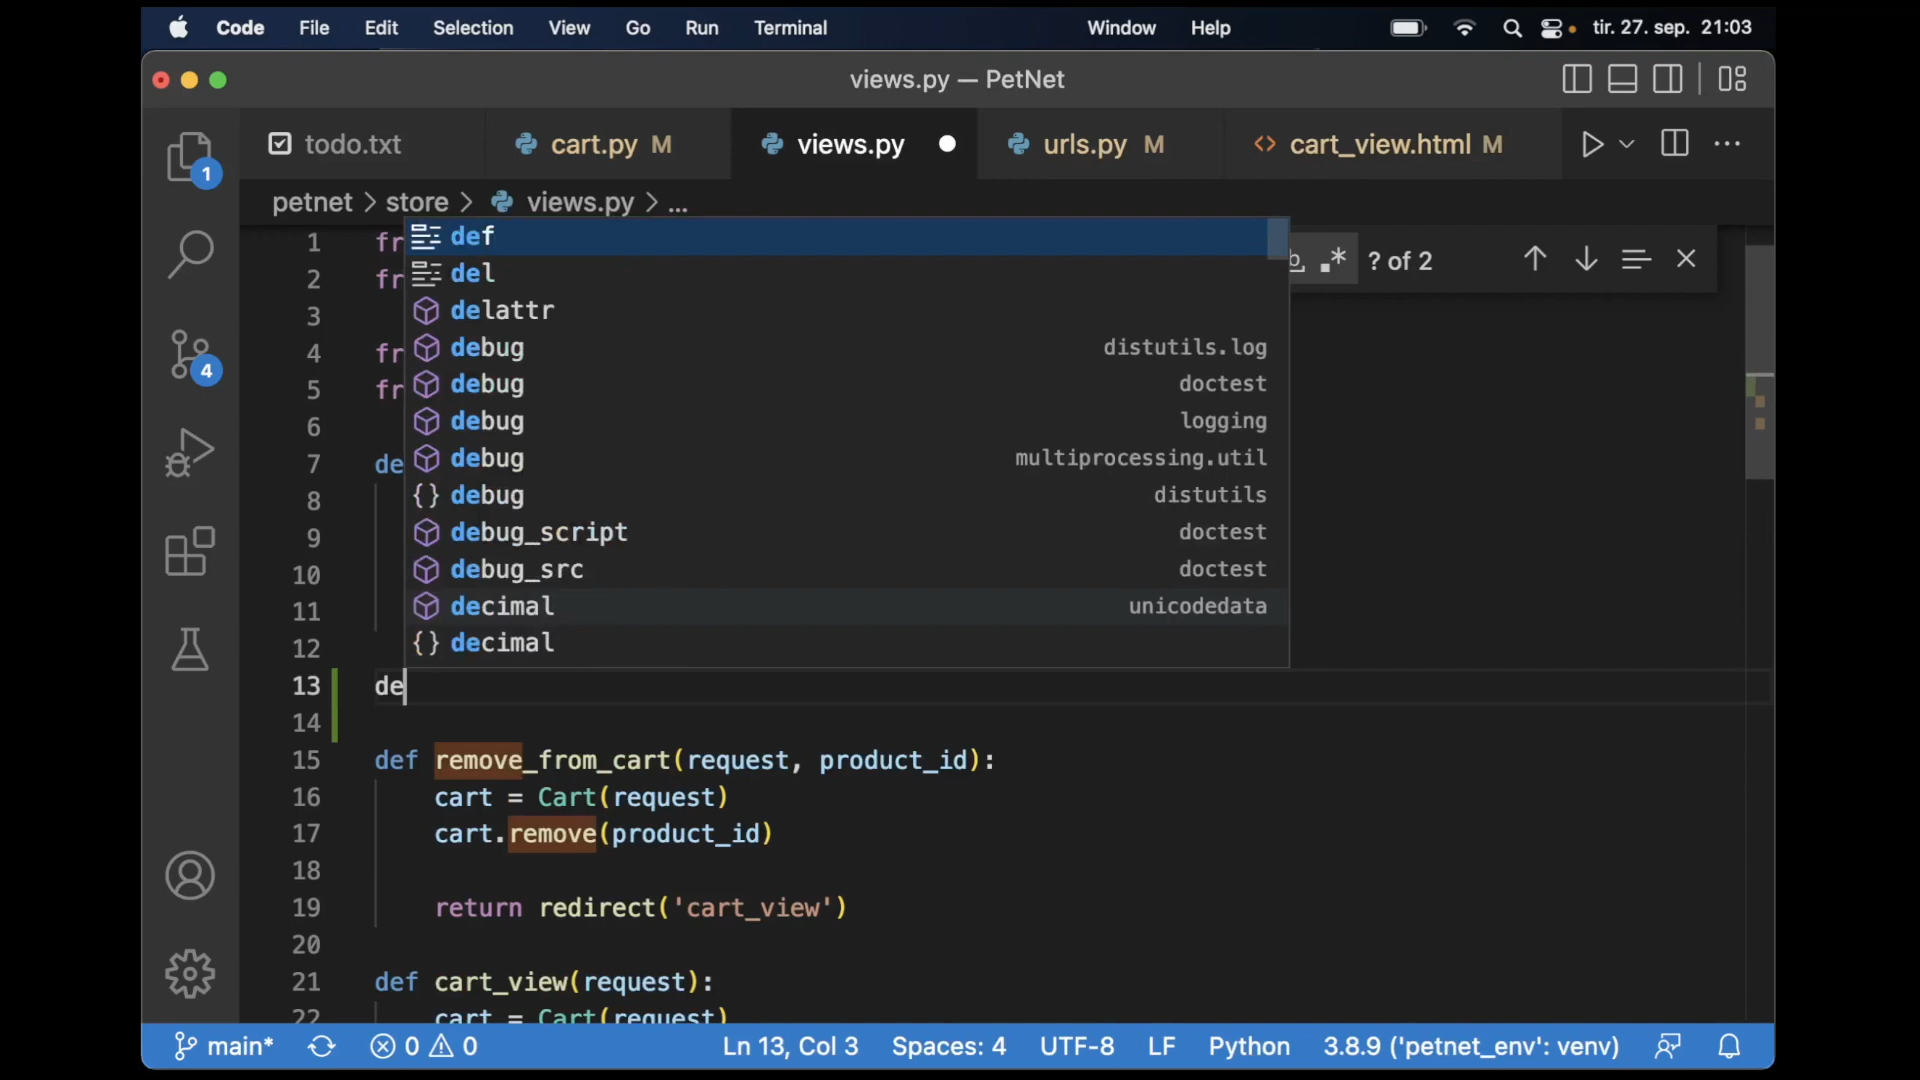 Code File Edit Selection View Go Run Terminal Window Help tir. 27. sep. 21:03
views.py — PetNet
todo.txt cart.py M views.py urls.py M cart_view.html M
petnet > store > views.py > ...
1 fr
2 fr
3
4 fr
5 fr
6
7 de
8
9
10
11
12
def
del
delattr
debug distutils.log
debug doctest
debug logging
debug multiprocessing.util
debug distutils
debug_script doctest
debug_src doctest
decimal unicodedata
decimal
? of 2
13 de
14
15 def remove_from_cart(request, product_id):
16 cart = Cart(request)
17 cart.remove(product_id)
18
19 return redirect('cart_view')
20
21 def cart_view(request):
22 cart = Cart(request)
1
4
main* 0 0 Ln 13, Col 3 Spaces: 4 UTF-8 LF Python 3.8.9 ('petnet_env': venv)